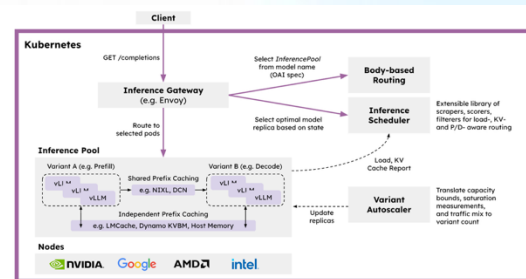 Client
Kubernetes
GET /completions
Inference Gateway
(e.g. Envoy)
Select InferencePool
from model name
(OAI spec)
Body-based
Routing
Select optimal model
replica based on state
Inference
Scheduler
Extensible library of
scrapers, scorers,
filterers for load-, KV-
and P/D- aware routing
Route to
selected pods
Inference Pool
Variant A (e.g. Prefill)
vLLM
vLLM
vLLM
Shared Prefix Caching
e.g. NIXL, DCN
Variant B (e.g. Decode)
vLLM
vLLM
vLLM
Independent Prefix Caching
e.g. LMCache, Dynamo KVBM, Host Memory
Load, KV
Cache Report
Update
replicas
Variant
Autoscaler
Translate capacity
bounds, saturation
measurements,
and traffic mix to
variant count
Nodes
NVIDIA
Google
AMD
intel